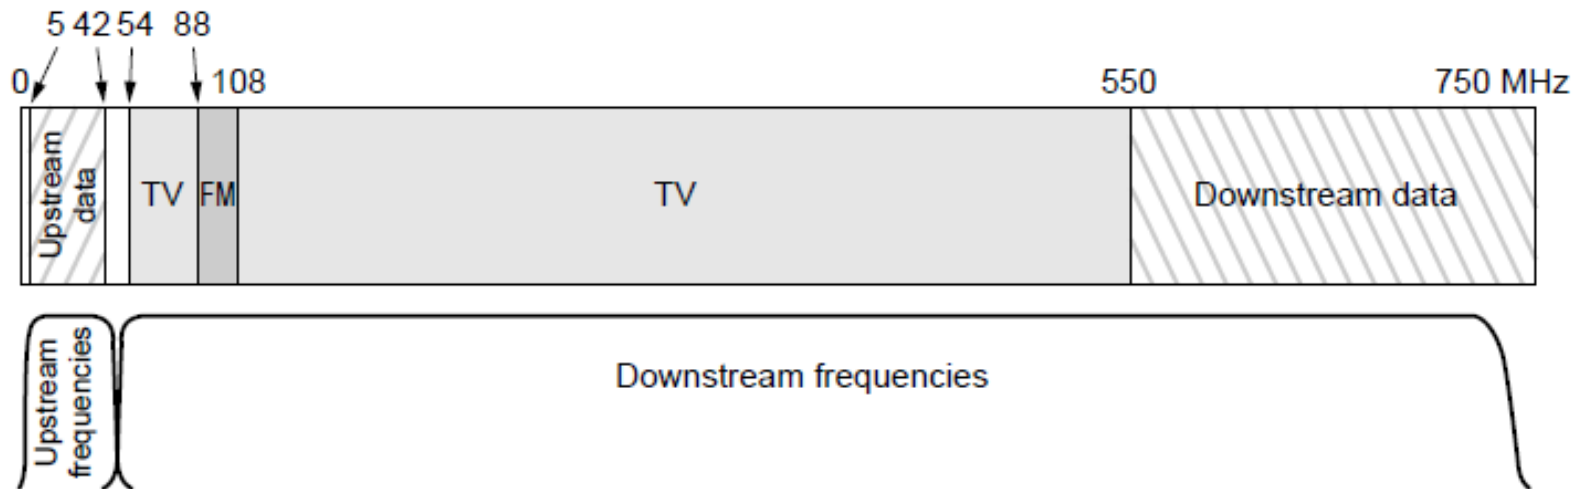 5 42 54 88
0 108 550 750 MHz
Upstream
data
TV
FM
TV
Downstream data
Upstream
frequencies
Downstream frequencies